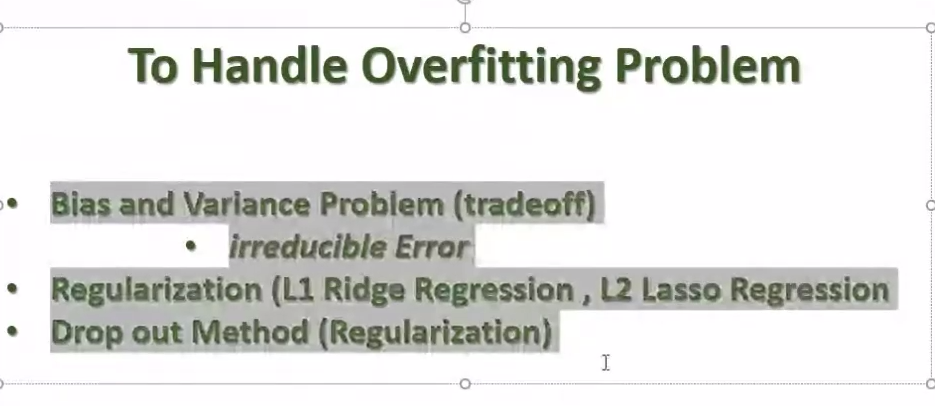 To Handle Overfitting Problem
• Bias and Variance Problem (tradeoff)
• irreducible Error
• Regularization (L1 Ridge Regression , L2 Lasso Regression
• Drop out Method (Regularization)